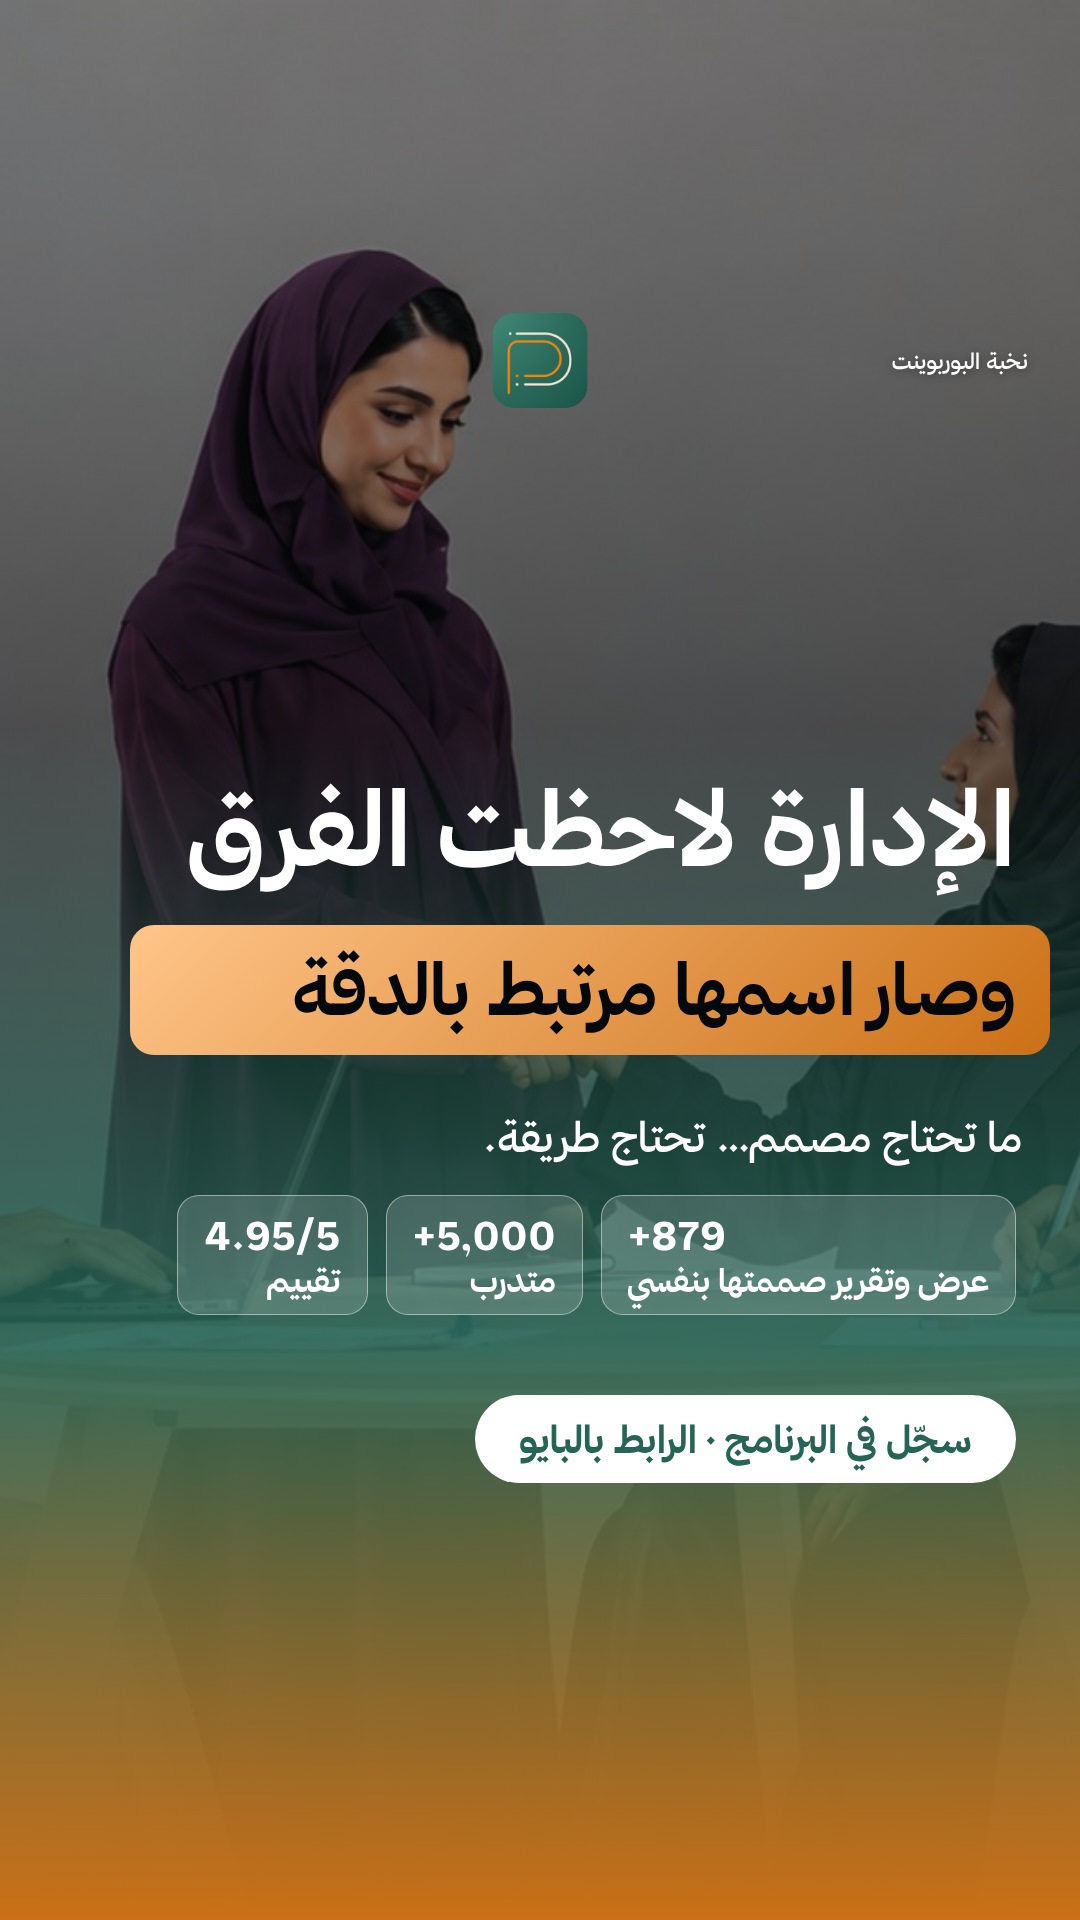 نخبة البوربوينت
الإدارة لاحظت الفرق
وصار اسمها مرتبط بالدقة
ما تحتاج مصمم... تحتاج طريقة.
+879
عرض وتقرير صممتها بنفسي
+5,000
متدرب
4.95/5
تقييم
سجّل في البرنامج · الرابط بالبايو